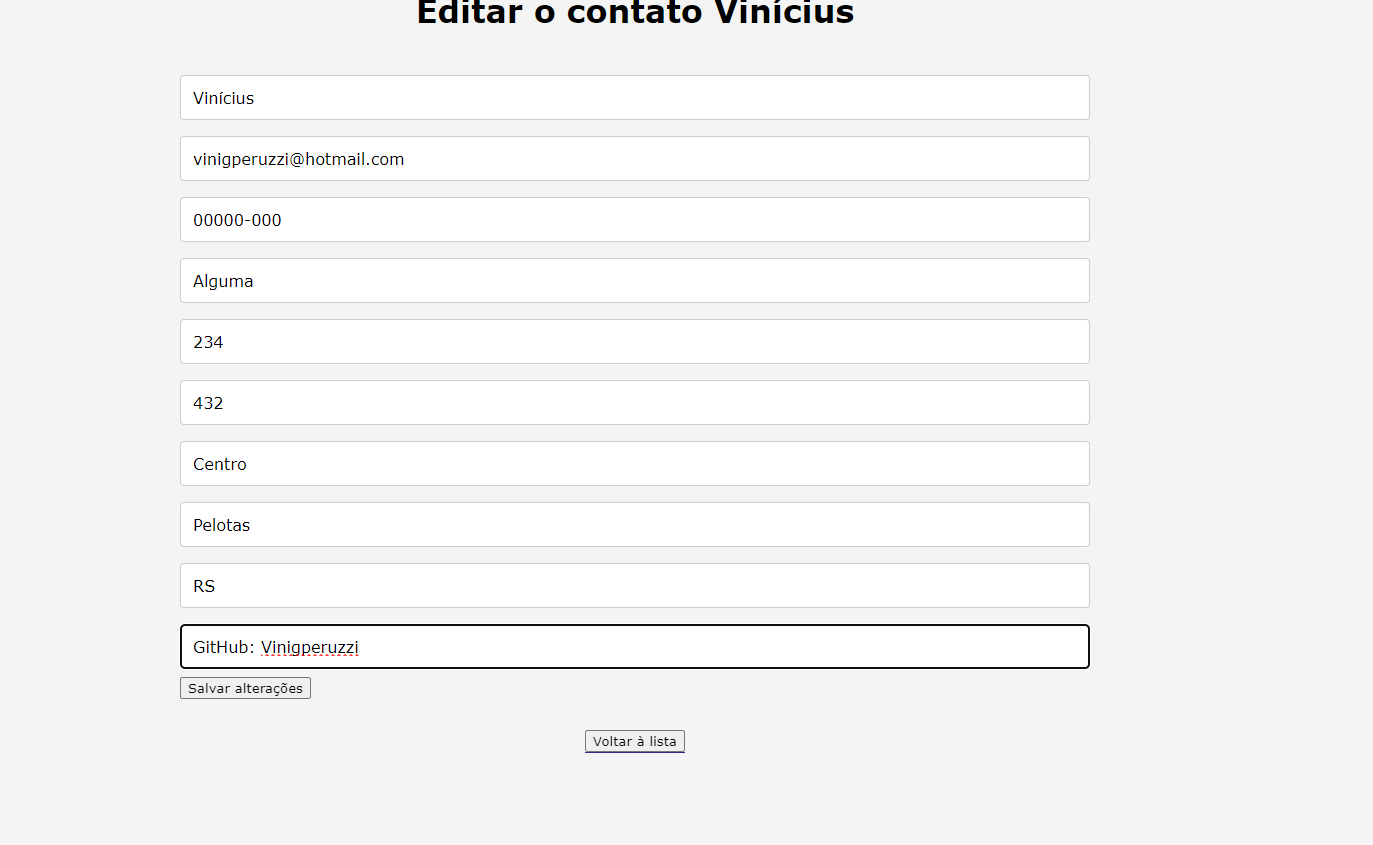 Editar o contato Vinícius
Vinícius
vinigperuzzi@hotmail.com
00000-000
Alguma
234
432
Centro
Pelotas
RS
GitHub: Vinigperuzzi
Salvar alterações
Voltar à lista